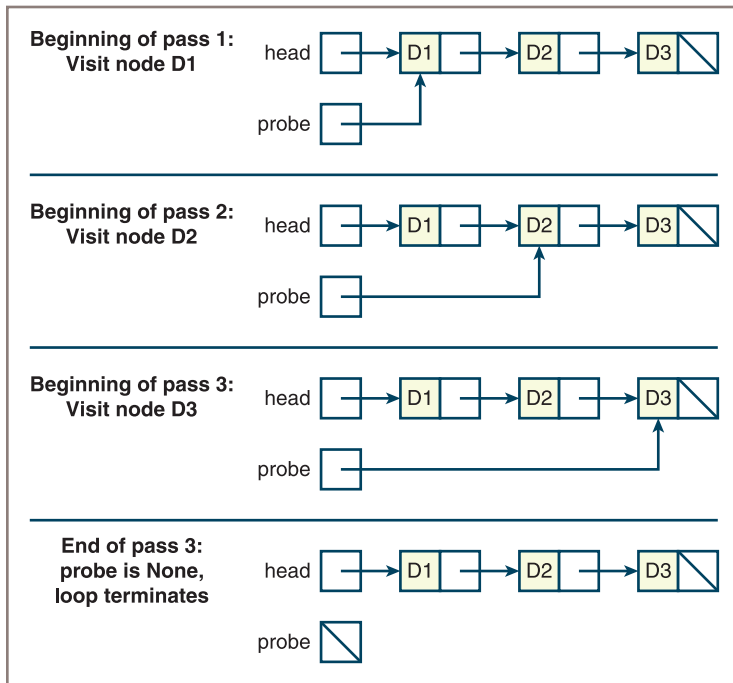 Beginning of pass 1:
Visit node D1
head D1 D2 D3
probe
Beginning of pass 2:
Visit node D2
head D1 D2 D3
probe
Beginning of pass 3:
Visit node D3
head D1 D2 D3
probe
End of pass 3:
probe is None,
loop terminates
head D1 D2 D3
probe